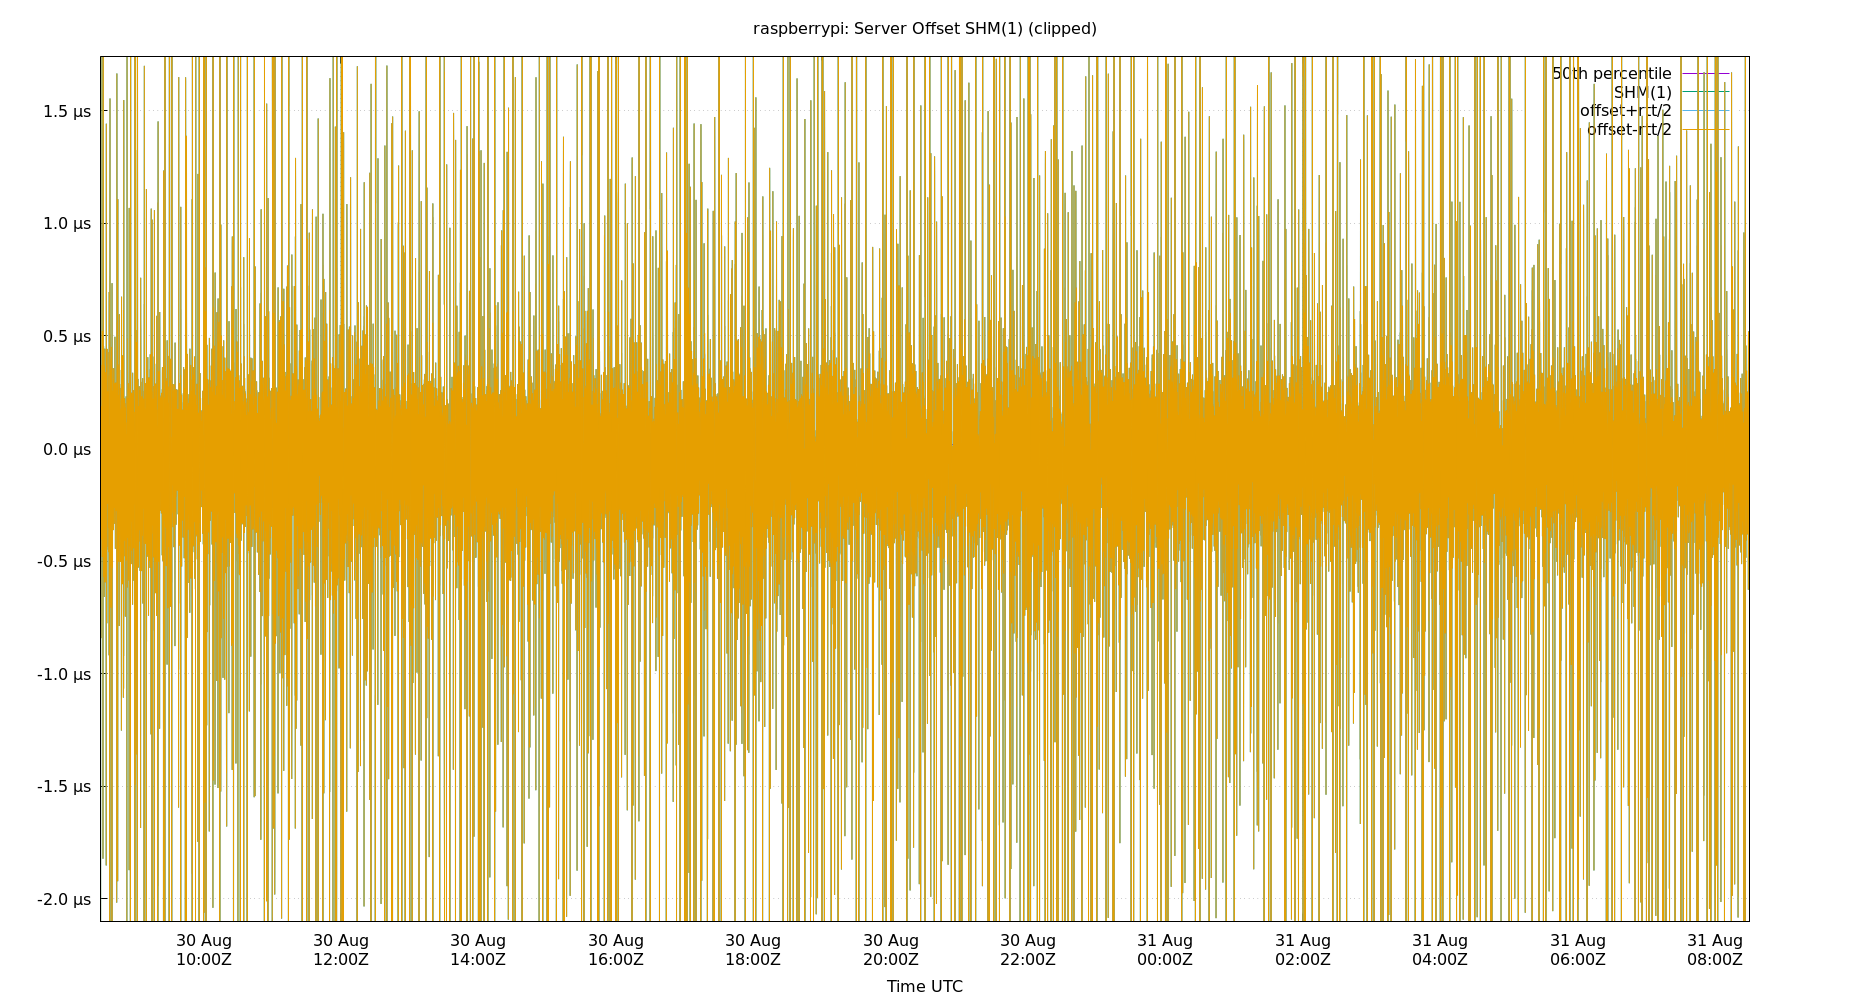 raspberrypi: Server Offset SHM(1) (clipped)
50th percentile
SHM(1)
offset+rtt/2
offset-rtt/2
1.5 µs
1.0 µs
0.5 µs
0.0 µs
-0.5 µs
-1.0 µs
-1.5 µs
-2.0 µs
30 Aug 30 Aug 30 Aug 30 Aug 30 Aug 30 Aug 30 Aug 31 Aug 31 Aug 31 Aug 31 Aug 31 Aug
10:00Z 12:00Z 14:00Z 16:00Z 18:00Z 20:00Z 22:00Z 00:00Z 02:00Z 04:00Z 06:00Z 08:00Z
Time UTC